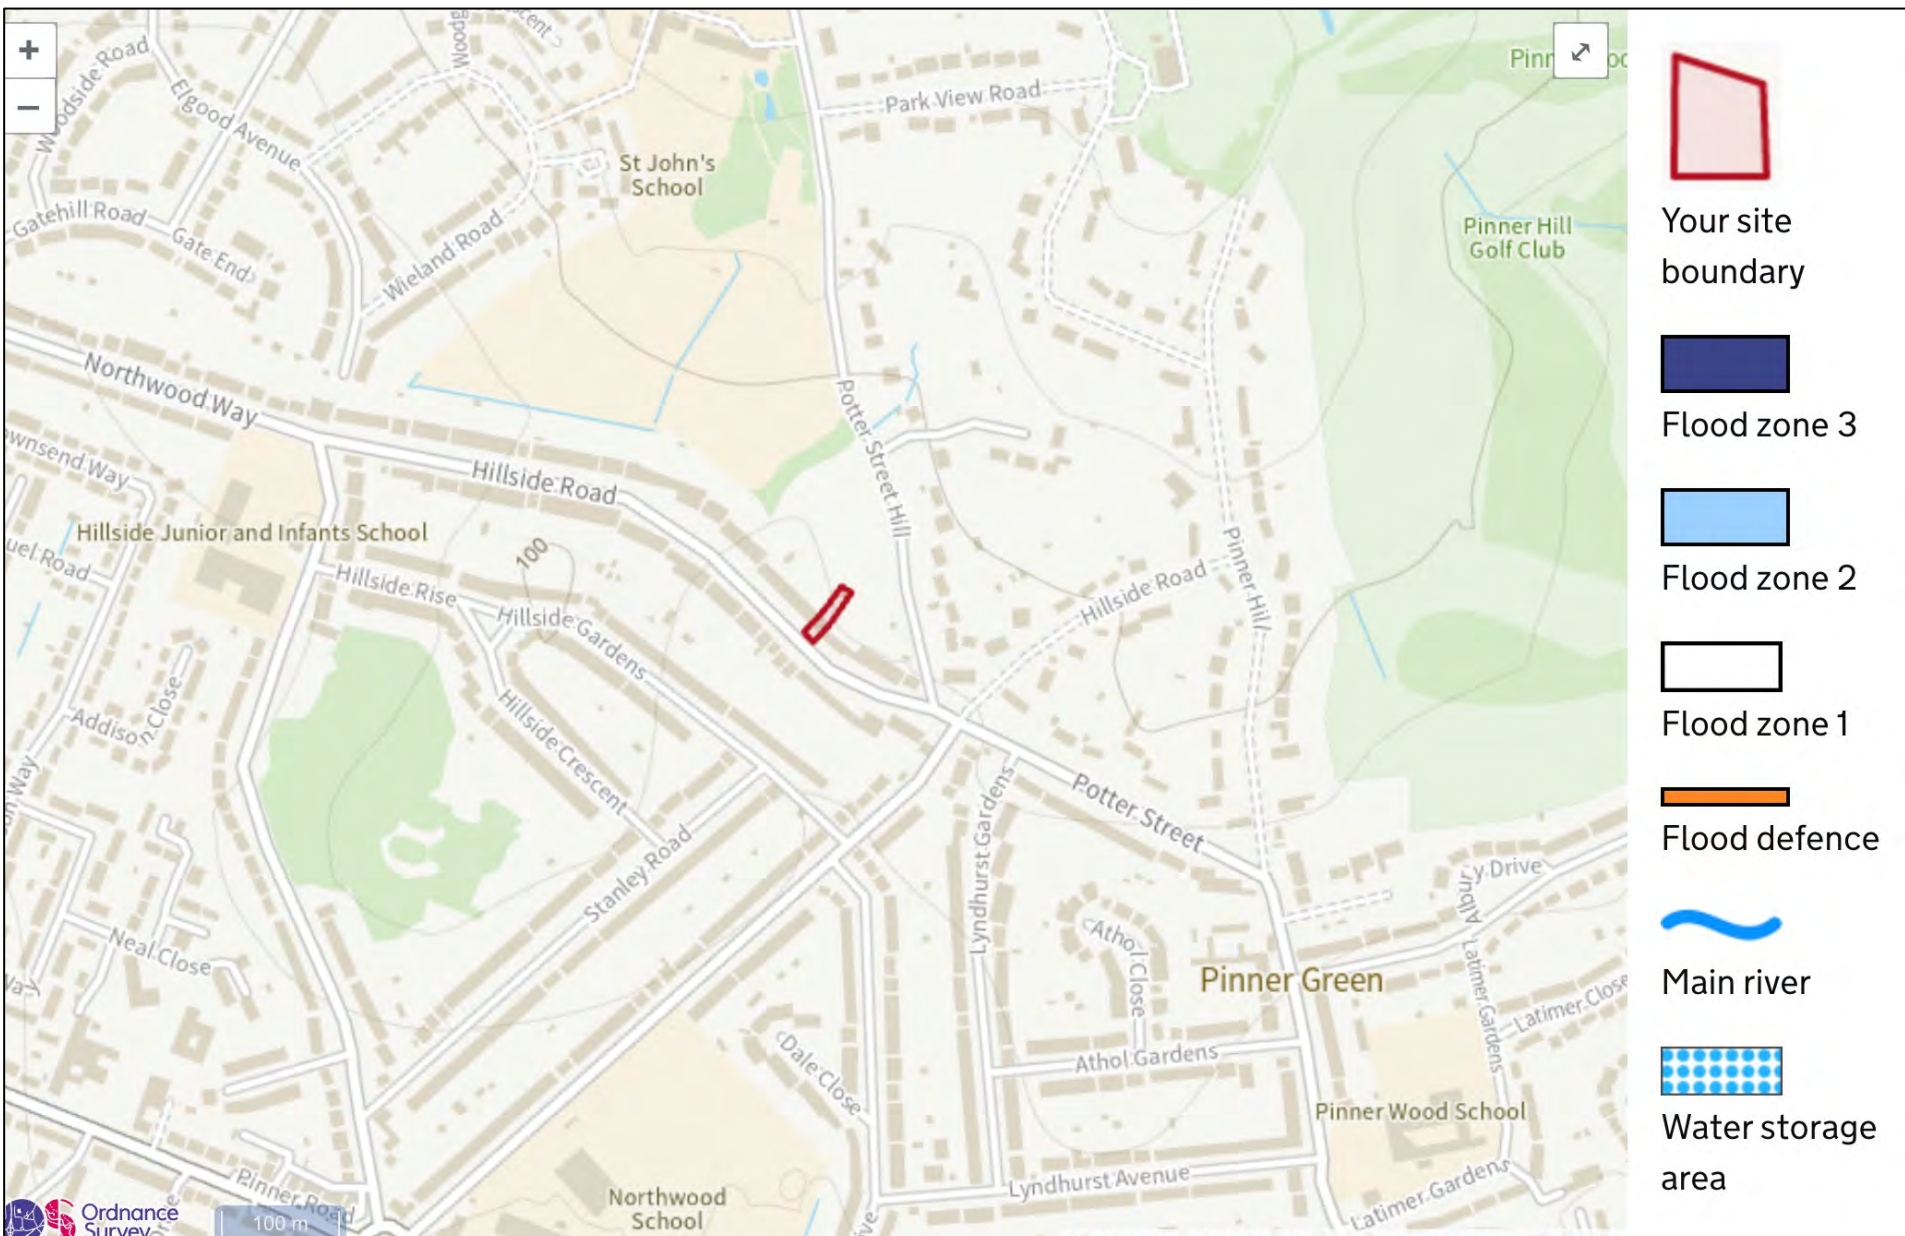 +
−
Woodside Road
Elgood Avenue
Park View Road
St John's
School
Pinner Hill
Golf Club
Gatehill Road
Gate End
Wieland Road
Northwood Way
Potter Street Hill
Hillside Road
Hillside Junior and Infants School
100
Hillside Rise
Hillside Gardens
Hillside Road
Pinner Hill
Addison Close
Hillside Crescent
Potter Street
Stanley Road
Lyndhurst Gardens
Neal Close
Athol Close
Pinner Green
Latimer Gardens
Latimer Close
Dale Close
Athol Gardens
Pinner Wood School
Pinner Road
Northwood
School
Lyndhurst Avenue
Latimer Gardens
Ordnance
Survey
100 m
Your site
boundary
Flood zone 3
Flood zone 2
Flood zone 1
Flood defence
Main river
Water storage
area